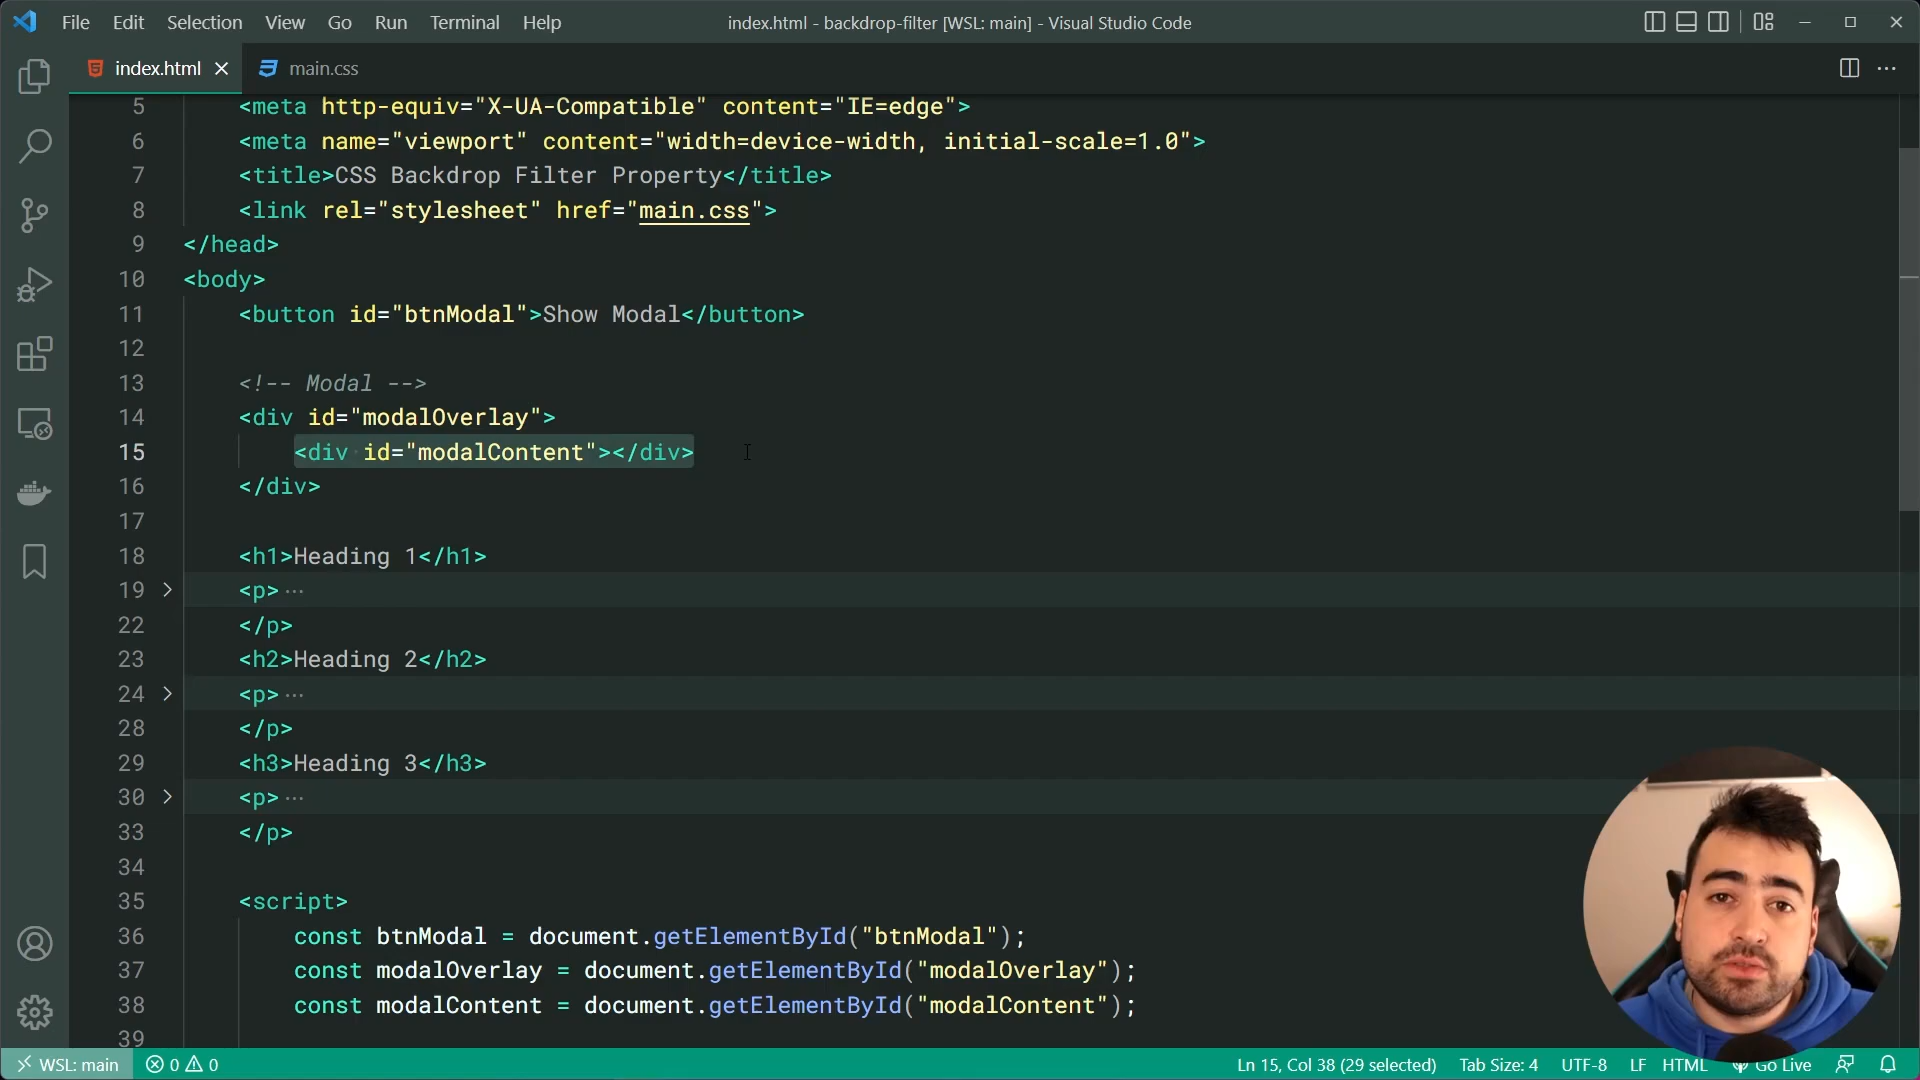 File Edit Selection View Go Run Terminal Help index.html - backdrop-filter [WSL: main] - Visual Studio Code
index.html main.css
5 <meta http-equiv="X-UA-Compatible" content="IE=edge">
6 <meta name="viewport" content="width=device-width, initial-scale=1.0">
7 <title>CSS Backdrop Filter Property</title>
8 <link rel="stylesheet" href="main.css">
9 </head>
10 <body>
11 <button id="btnModal">Show Modal</button>
12
13 <!-- Modal -->
14 <div id="modalOverlay">
15 <div id="modalContent"></div>
16 </div>
17
18 <h1>Heading 1</h1>
19 <p>…
22 </p>
23 <h2>Heading 2</h2>
24 <p>…
28 </p>
29 <h3>Heading 3</h3>
30 <p>…
33 </p>
34
35 <script>
36 const btnModal = document.getElementById("btnModal");
37 const modalOverlay = document.getElementById("modalOverlay");
38 const modalContent = document.getElementById("modalContent");
39
WSL: main 0 0 Ln 15, Col 38 (29 selected) Tab Size: 4 UTF-8 LF HTML Go Live